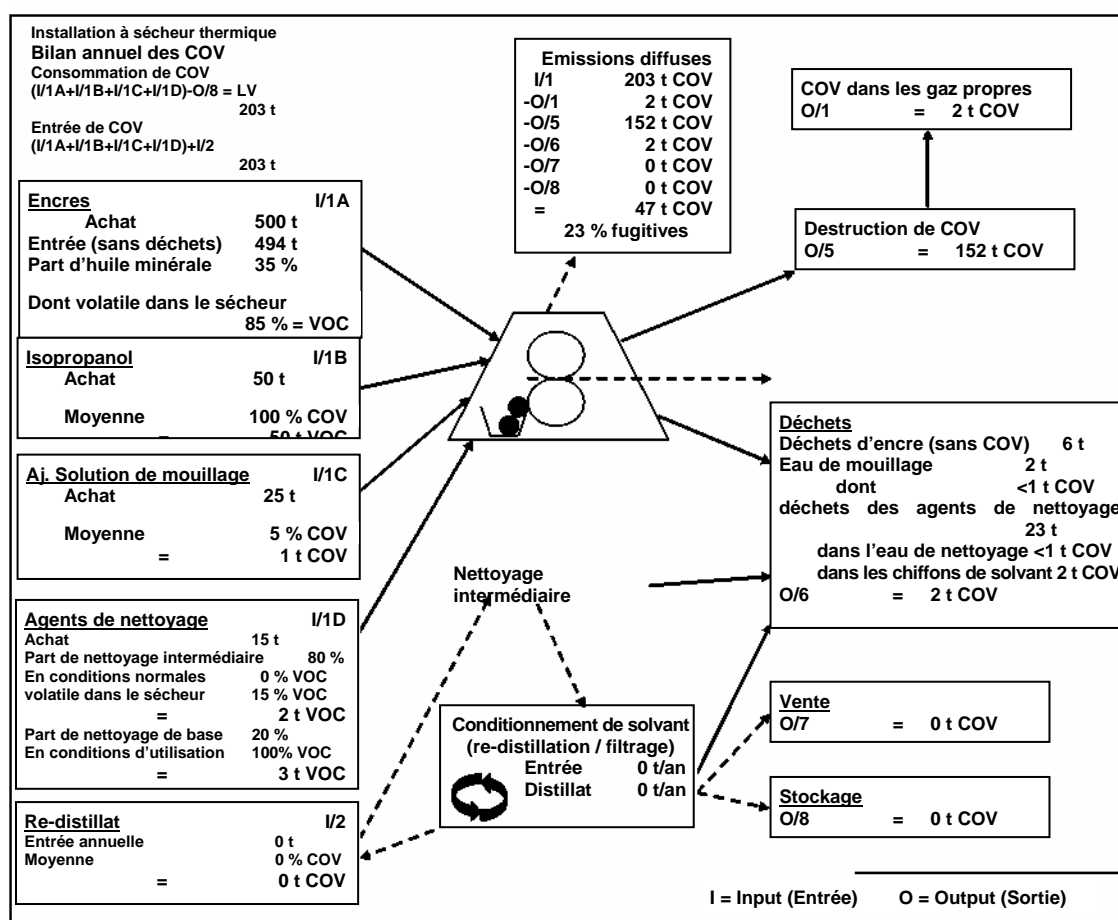 Installation à sécheur thermique
Bilan annuel des COV
Consommation de COV
(I/1A+I/1B+I/1C+I/1D)-O/8 = LV
203 t
Entrée de COV
(I/1A+I/1B+I/1C+I/1D)+I/2
203 t
Encres I/1A
Achat 500 t
Entrée (sans déchets) 494 t
Part d'huile minérale 35 %
Dont volatile dans le sécheur
85 % = VOC
Isopropanol I/1B
Achat 50 t
Moyenne 100 % COV
= 50 t VOC
Aj. Solution de mouillage I/1C
Achat 25 t
Moyenne 5 % COV
= 1 t COV
Agents de nettoyage I/1D
Achat 15 t
Part de nettoyage intermédiaire 80 %
En conditions normales 0 % VOC
volatile dans le sécheur 15 % VOC
= 2 t VOC
Part de nettoyage de base 20 %
En conditions d'utilisation 100% VOC
= 3 t VOC
Re-distillat I/2
Entrée annuelle 0 t
Moyenne 0 % COV
= 0 t COV
Emissions diffuses
I/1 203 t COV
-O/1 2 t COV
-O/5 152 t COV
-O/6 2 t COV
-O/7 0 t COV
-O/8 0 t COV
= 47 t COV
23 % fugitives
Nettoyage
intermédiaire
Conditionnement de solvant
(re-distillation / filtrage)
Entrée 0 t/an
Distillat 0 t/an
COV dans les gaz propres
O/1 = 2 t COV
Destruction de COV
O/5 = 152 t COV
Déchets
Déchets d'encre (sans COV) 6 t
Eau de mouillage 2 t
dont <1 t COV
déchets des agents de nettoyage
23 t
dans l'eau de nettoyage <1 t COV
dans les chiffons de solvant 2 t COV
O/6 = 2 t COV
Vente
O/7 = 0 t COV
Stockage
O/8 = 0 t COV
I = Input (Entrée) O = Output (Sortie)